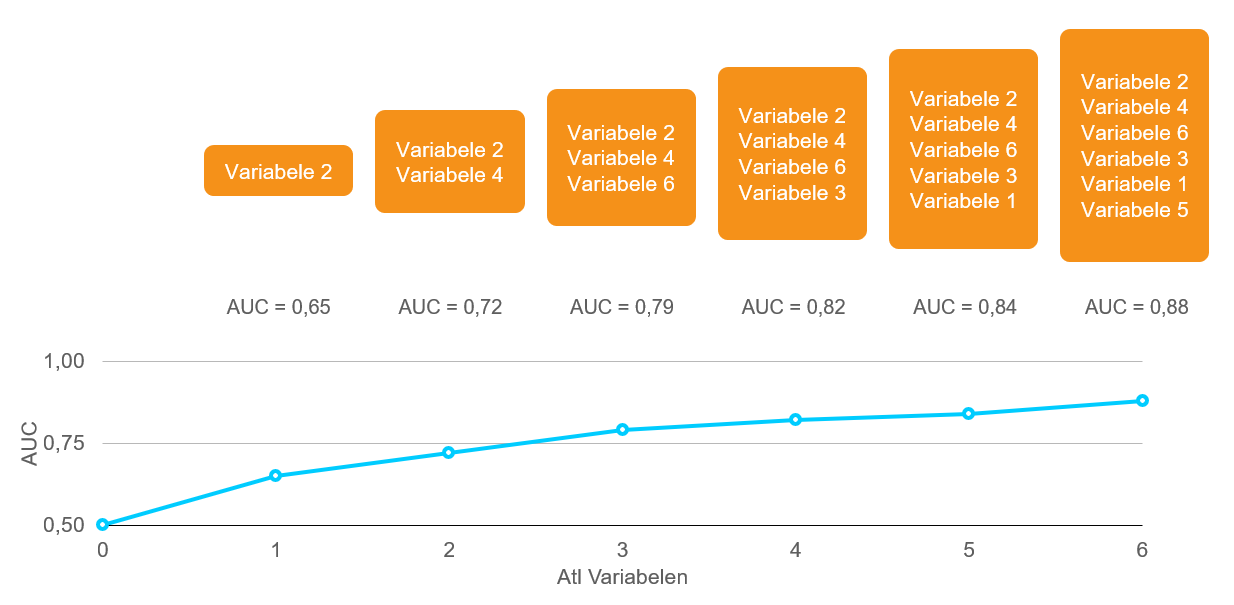 Variabele 2
Variabele 2
Variabele 4
Variabele 2
Variabele 4
Variabele 6
Variabele 2
Variabele 4
Variabele 6
Variabele 3
Variabele 2
Variabele 4
Variabele 6
Variabele 3
Variabele 1
Variabele 2
Variabele 4
Variabele 6
Variabele 3
Variabele 1
Variabele 5
AUC = 0,65
AUC = 0,72
AUC = 0,79
AUC = 0,82
AUC = 0,84
AUC = 0,88
1,00
0,75
0,50
AUC
0
1
2
3
4
5
6
Atl Variabelen